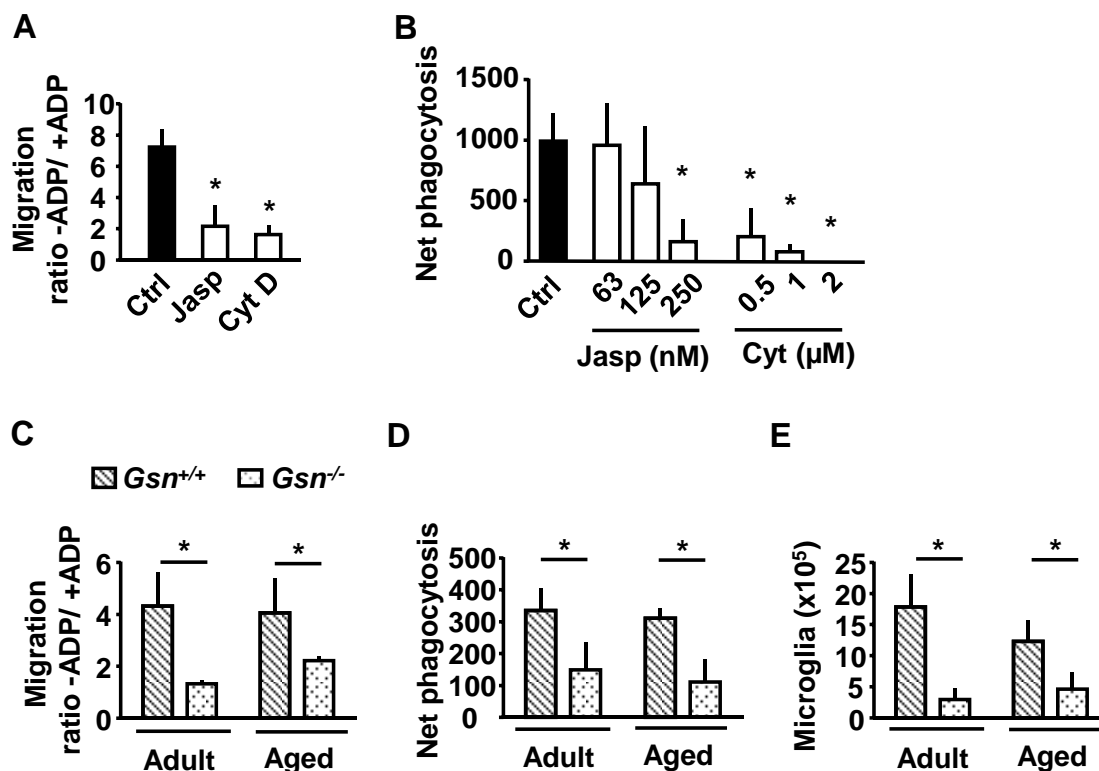 A
Migration
ratio -ADP/ +ADP
10
8
6
4
2
0
*
*
Ctrl
Jasp
Cyt D
B
Net phagocytosis
1500
1000
500
0
*
*
*
*
Ctrl
63
125
250
0.5
1
2
Jasp (nM)
Cyt (µM)
C
Gsn+/+
Gsn-/-
Migration
ratio -ADP/ +ADP
6
4
2
0
*
*
Adult
Aged
D
Net phagocytosis
500
400
300
200
100
0
*
*
Adult
Aged
E
Microglia (x10⁵)
25
20
15
10
5
0
*
*
Adult
Aged